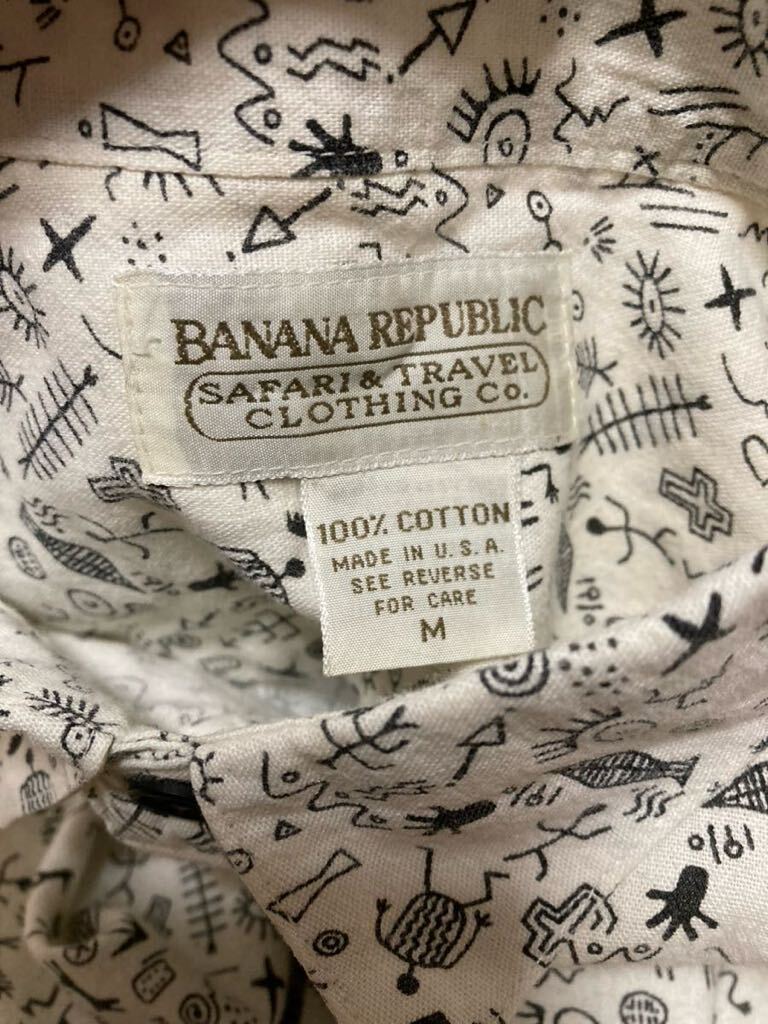 BANANA REPUBLIC
SAFARI & TRAVEL
CLOTHING Co.
100% COTTON
MADE IN U.S.A.
SEE REVERSE
FOR CARE
M